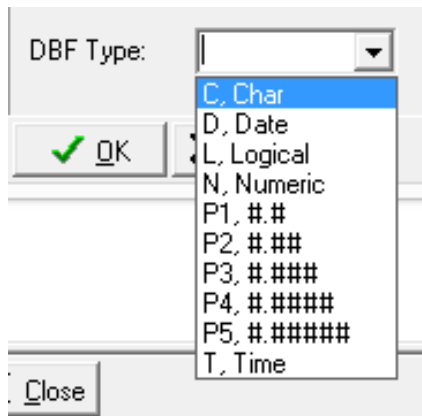 DBF Type:
C, Char
D, Date
L, Logical
N, Numeric
P1, #.#
P2, #.##
P3, #.###
P4, #.####
P5, #.#####
T, Time
OK
Close